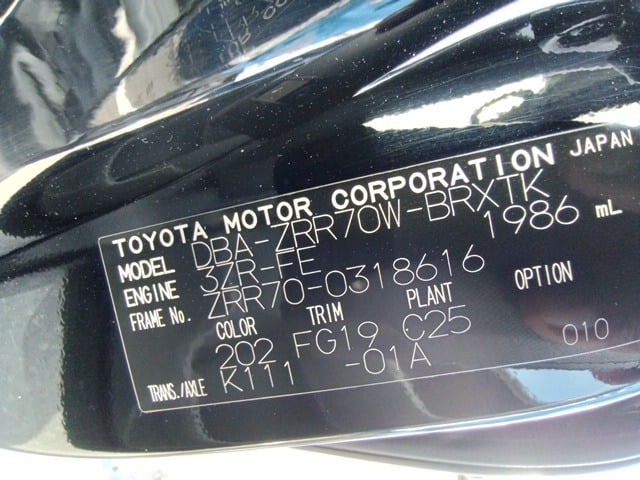 TOYOTA MOTOR CORPORATION JAPAN
MODEL DBA-ZRR70W-BRXTK
ENGINE 3ZR-FE 1986 mL
FRAME No. ZRR70-0318616
COLOR TRIM PLANT OPTION
202 FG19 C25
TRANS./AXLE K111 -01A 010